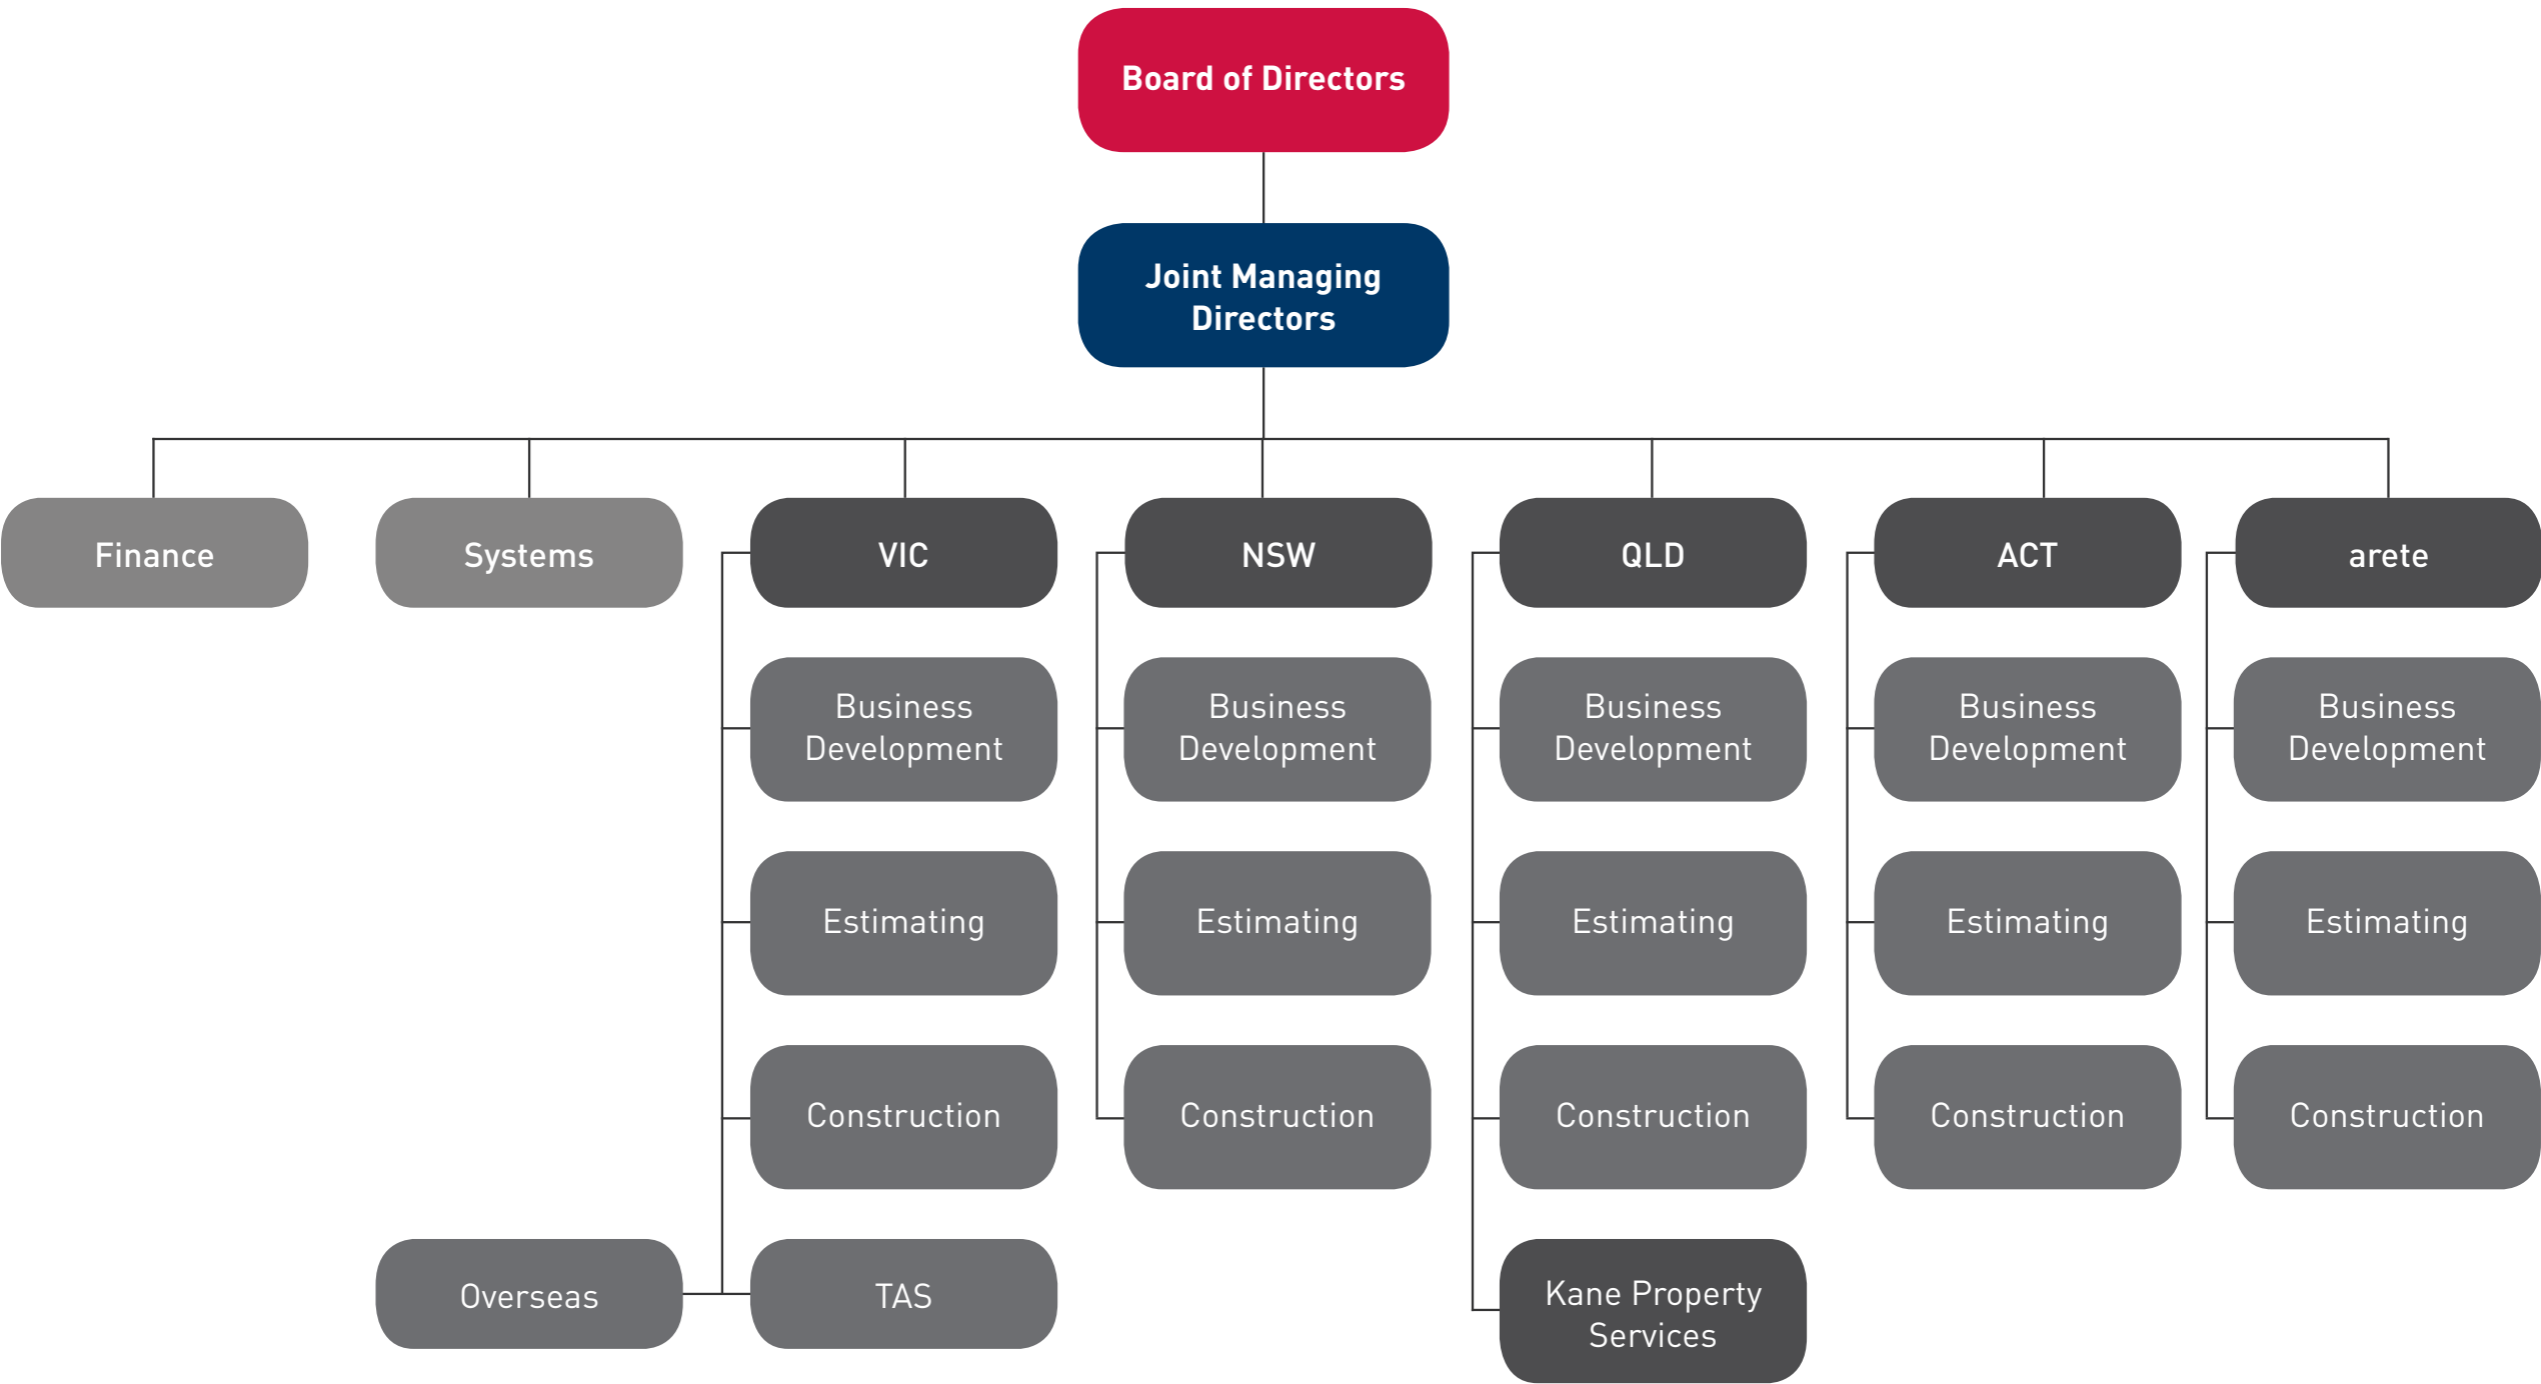 Board of Directors
Joint Managing
Directors
Finance
Systems
VIC
NSW
QLD
ACT
arete
Business
Development
Business
Development
Business
Development
Business
Development
Business
Development
Estimating
Estimating
Estimating
Estimating
Estimating
Construction
Construction
Construction
Construction
Construction
Overseas
TAS
Kane Property
Services